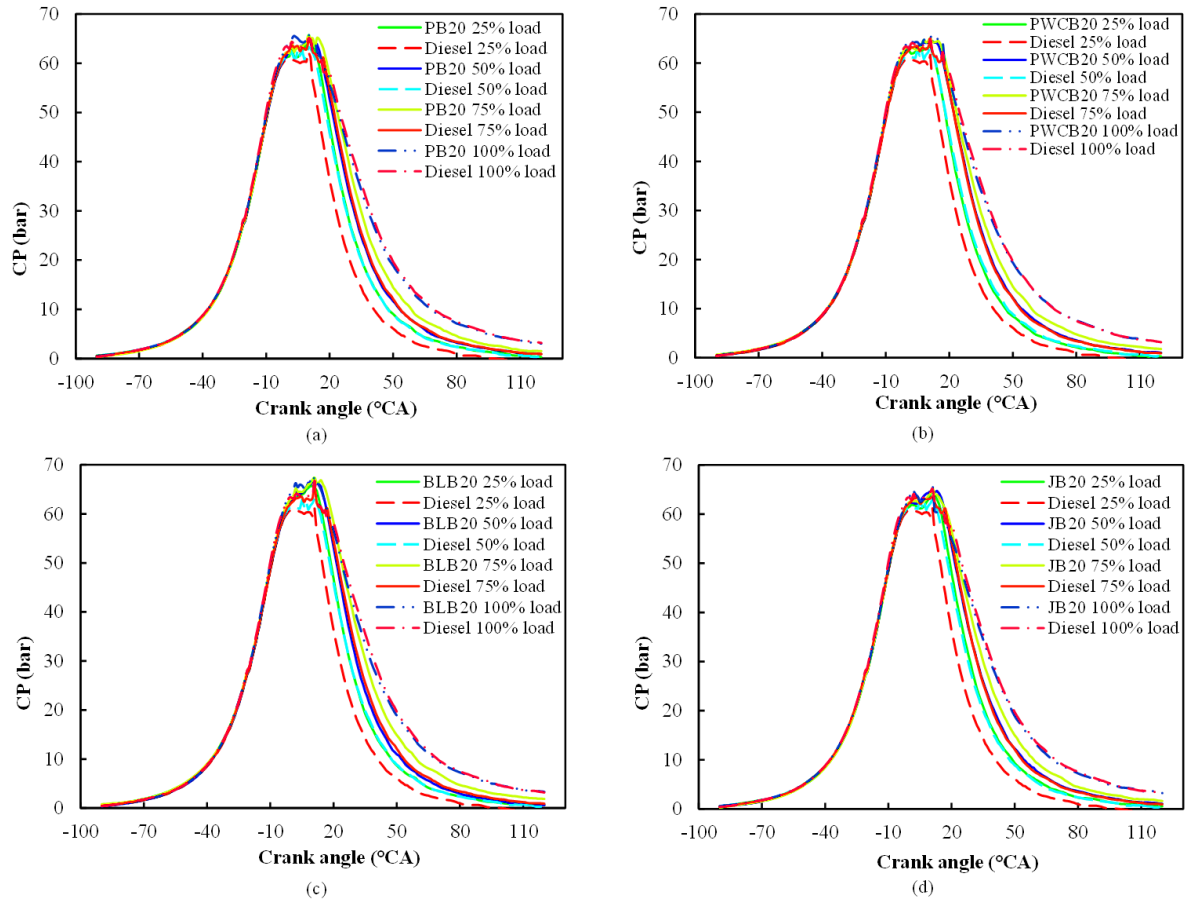 70
60
50
40
30
20
10
0
CP (bar)
PB20 25% load
Diesel 25% load
PB20 50% load
Diesel 50% load
PB20 75% load
Diesel 75% load
PB20 100% load
Diesel 100% load
-100 -70 -40 -10 20 50 80 110
Crank angle (°CA)
(a)
70
60
50
40
30
20
10
0
CP (bar)
PWCB20 25% load
Diesel 25% load
PWCB20 50% load
Diesel 50% load
PWCB20 75% load
Diesel 75% load
PWCB20 100% load
Diesel 100% load
-100 -70 -40 -10 20 50 80 110
Crank angle (°CA)
(b)
70
60
50
40
30
20
10
0
CP (bar)
BLB20 25% load
Diesel 25% load
BLB20 50% load
Diesel 50% load
BLB20 75% load
Diesel 75% load
BLB20 100% load
Diesel 100% load
-100 -70 -40 -10 20 50 80 110
Crank angle (°CA)
(c)
70
60
50
40
30
20
10
0
CP (bar)
JB20 25% load
Diesel 25% load
JB20 50% load
Diesel 50% load
JB20 75% load
Diesel 75% load
JB20 100% load
Diesel 100% load
-100 -70 -40 -10 20 50 80 110
Crank angle (°CA)
(d)